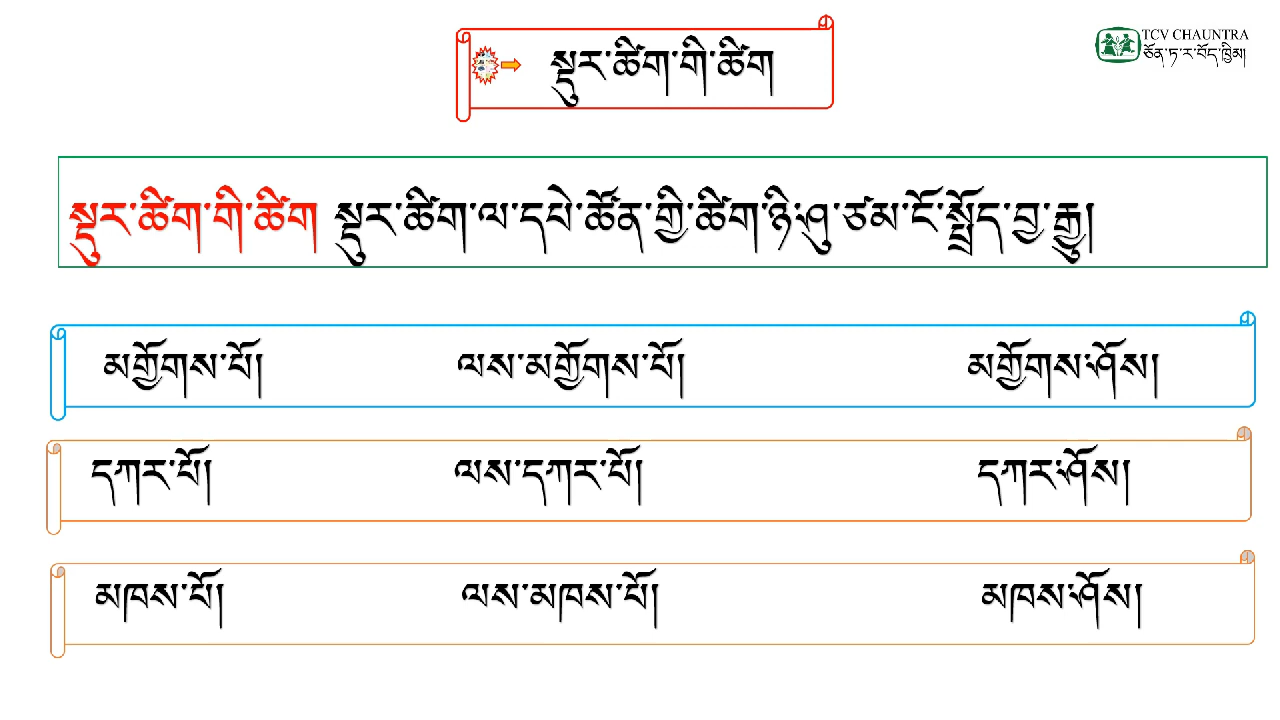 སྡུར་ཚིག་གི་ཚིག
TCV CHAUNTRA
ཙོན་ཏ་ར་བོད་ཁྱིམ།
སྡུར་ཚིག་གི་ཚིག སྡུར་ཚིག་ལ་དཔེ་ཚོན་གྱི་ཚིག་ཉི་ཤུ་ཙམ་ངོ་སྤྲོད་བྱ་རྒྱུ།
མགྱོགས་པོ། ལས་མགྱོགས་པོ། མགྱོགས་ཤོས།
དཀར་པོ། ལས་དཀར་པོ། དཀར་ཤོས།
མཁས་པོ། ལས་མཁས་པོ། མཁས་ཤོས།